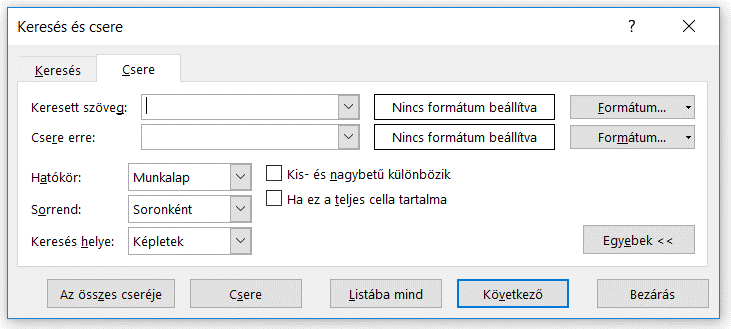 Keresés és csere ?
Keresés Csere
Keresett szöveg: Nincs formátum beállítva Formátum...
Csere erre: Nincs formátum beállítva Formátum...
Hatókör: Munkalap Kis- és nagybetű különbözik
Sorrend: Soronként Ha ez a teljes cella tartalma
Keresés helye: Képletek Egyebek <<
Az összes cseréje Csere Listába mind Következő Bezárás